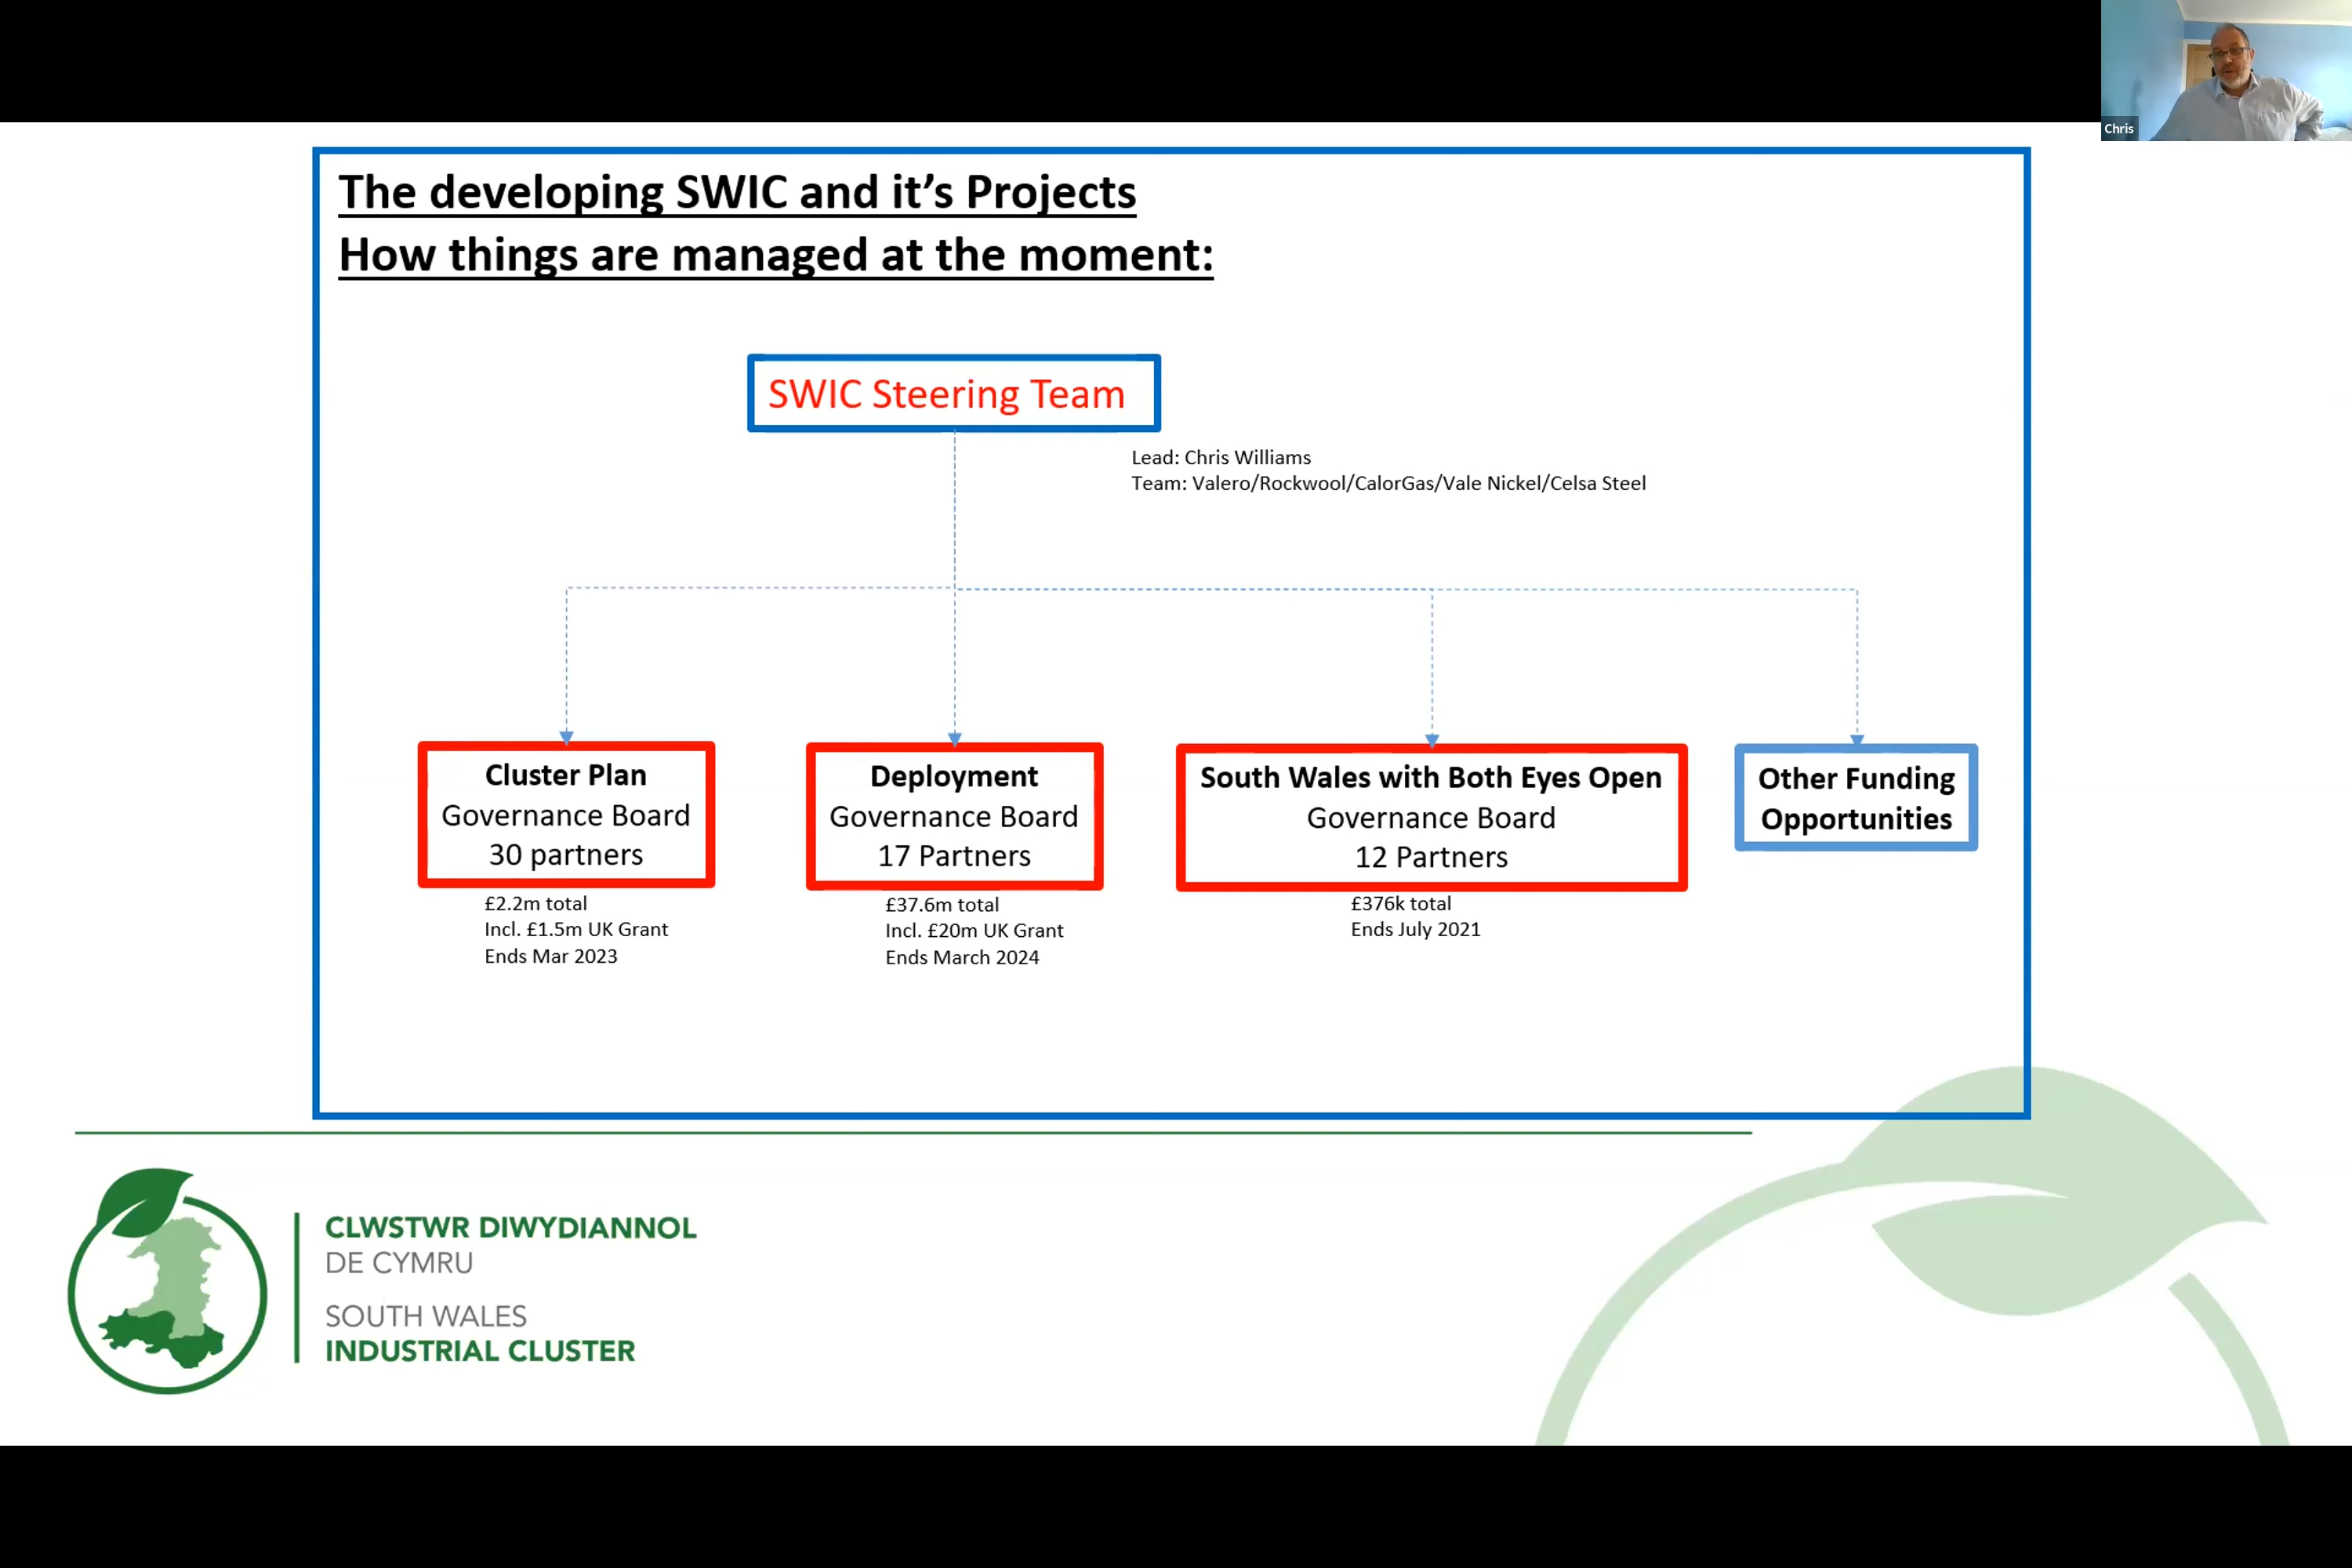 Chris
The developing SWIC and it’s Projects
How things are managed at the moment:
SWIC Steering Team
Lead: Chris Williams
Team: Valero/Rockwool/CalorGas/Vale Nickel/Celsa Steel
Cluster Plan
Governance Board
30 partners
£2.2m total
Incl. £1.5m UK Grant
Ends Mar 2023
Deployment
Governance Board
17 Partners
£37.6m total
Incl. £20m UK Grant
Ends March 2024
South Wales with Both Eyes Open
Governance Board
12 Partners
£376k total
Ends July 2021
Other Funding
Opportunities
CLWSTWR DIWYDIANNOL
DE CYMRU
SOUTH WALES
INDUSTRIAL CLUSTER